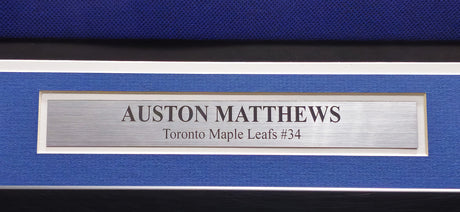 AUSTON MATTHEWS
Toronto Maple Leafs #34